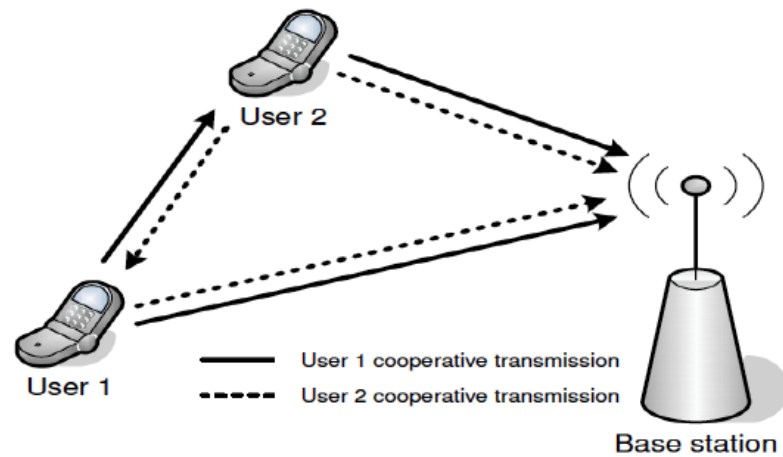 User 2
User 1
User 1 cooperative transmission
User 2 cooperative transmission
Base station